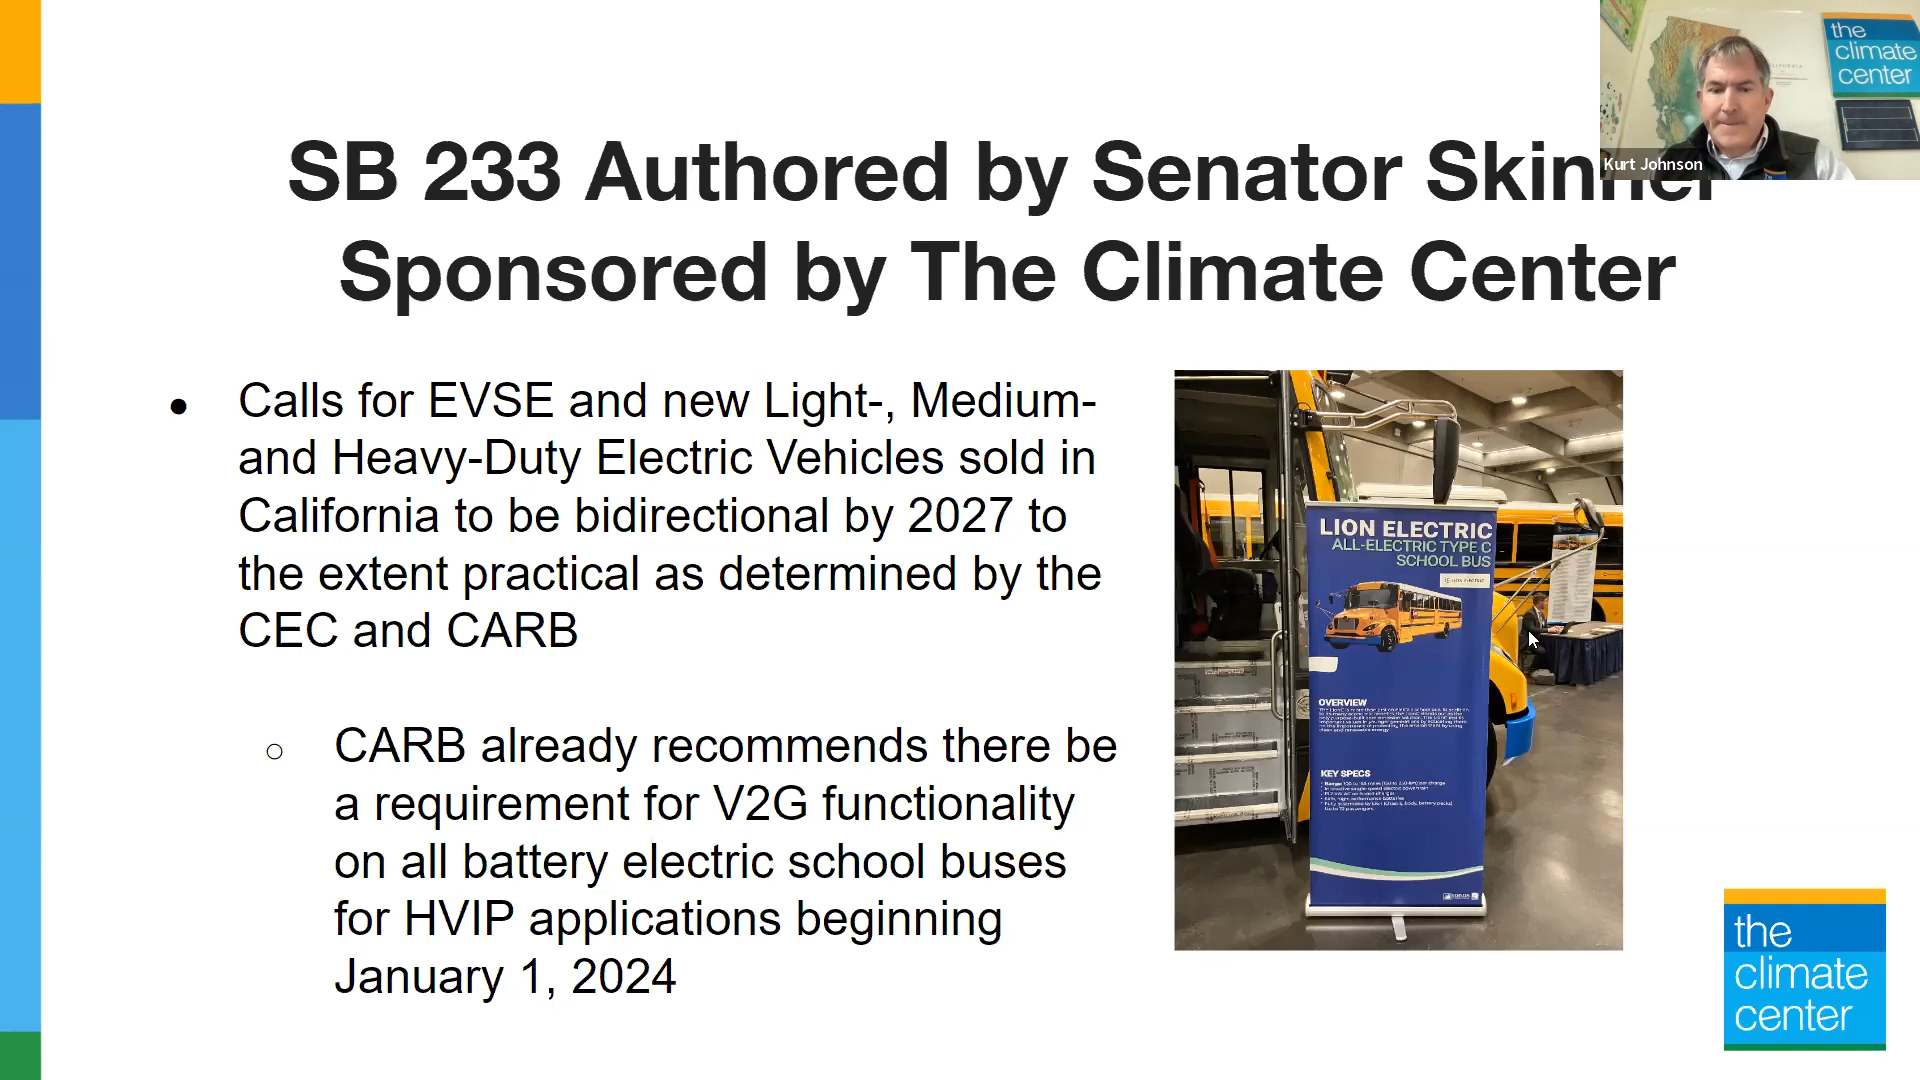 SB 233 Authored by Senator Skinner
Sponsored by The Climate Center
the
climate
center
Kurt Johnson
● Calls for EVSE and new Light-, Medium-
and Heavy-Duty Electric Vehicles sold in
California to be bidirectional by 2027 to
the extent practical as determined by the
CEC and CARB
○ CARB already recommends there be
a requirement for V2G functionality
on all battery electric school buses
for HVIP applications beginning
January 1, 2024
LION ELECTRIC
ALL-ELECTRIC TYPE C
SCHOOL BUS
OVERVIEW
KEY SPECS
the
climate
center